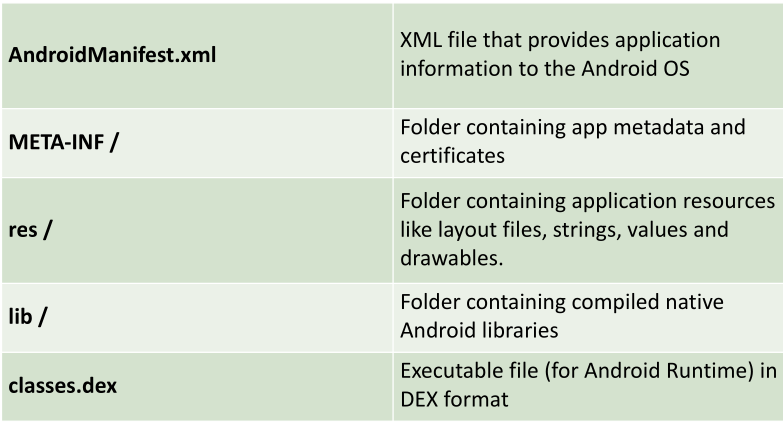 AndroidManifest.xml
XML file that provides application
information to the Android OS
META-INF /
Folder containing app metadata and
certificates
res /
Folder containing application resources
like layout files, strings, values and
drawables.
lib /
Folder containing compiled native
Android libraries
classes.dex
Executable file (for Android Runtime) in
DEX format